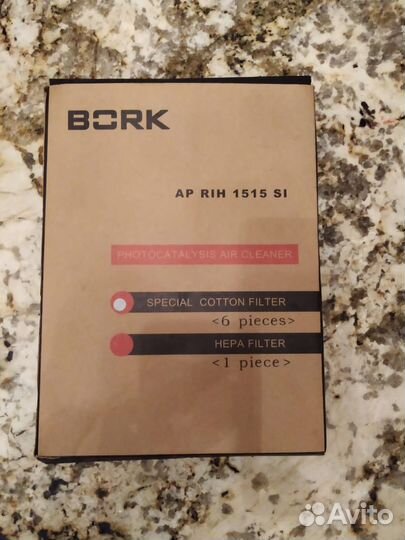 BORK
AP RIH 1515 SI
PHOTOCATALYSIS AIR CLEANER
SPECIAL COTTON FILTER
<6 pieces>
HEPA FILTER
<1 piece>
Avito